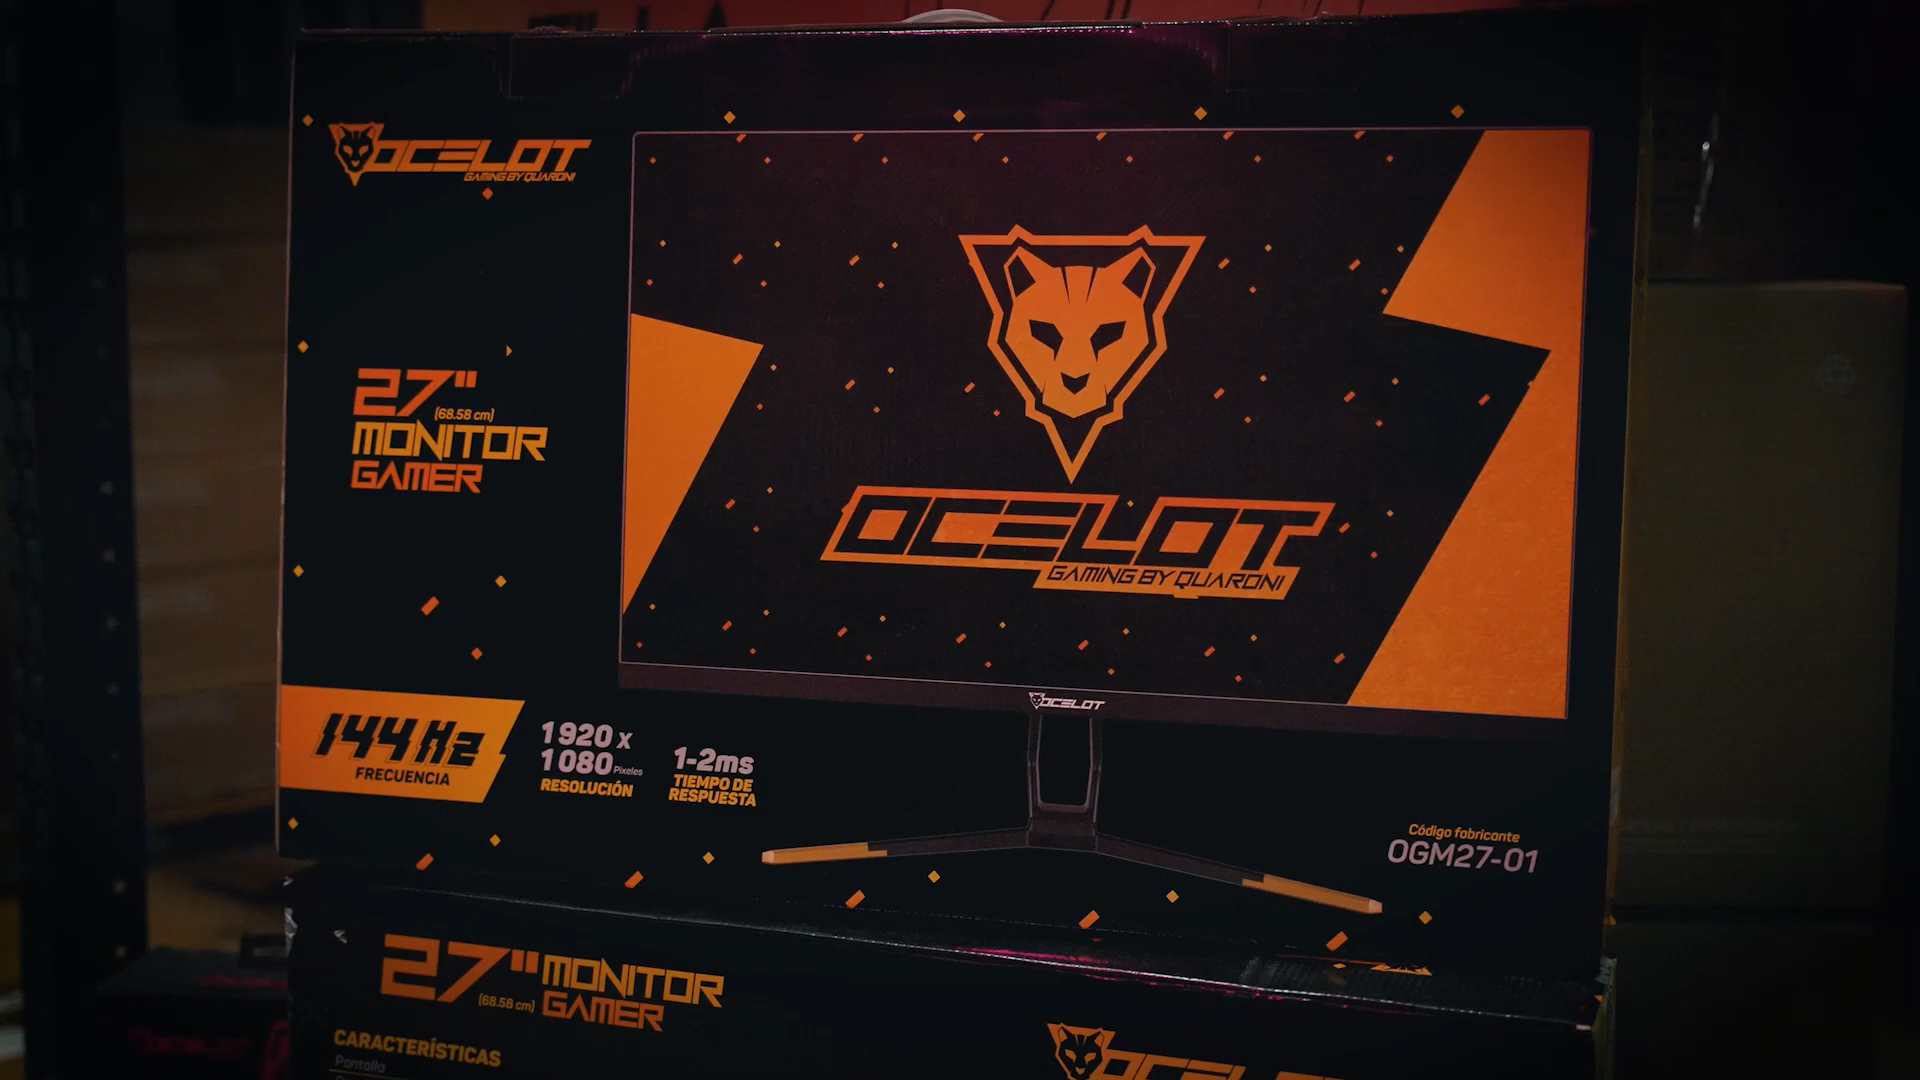 OCELOT
GAMING BY QUARONI
27"
(68.58 cm)
MONITOR
GAMER
OCELOT
GAMING BY QUARONI
OCELOT
144Hz
FRECUENCIA
1920 x
1080 Pixeles
RESOLUCIÓN
1-2ms
TIEMPO DE
RESPUESTA
Código fabricante
OGM27-01
27" MONITOR
(68.58 cm) GAMER
CARACTERÍSTICAS
Pantalla
OCELOT